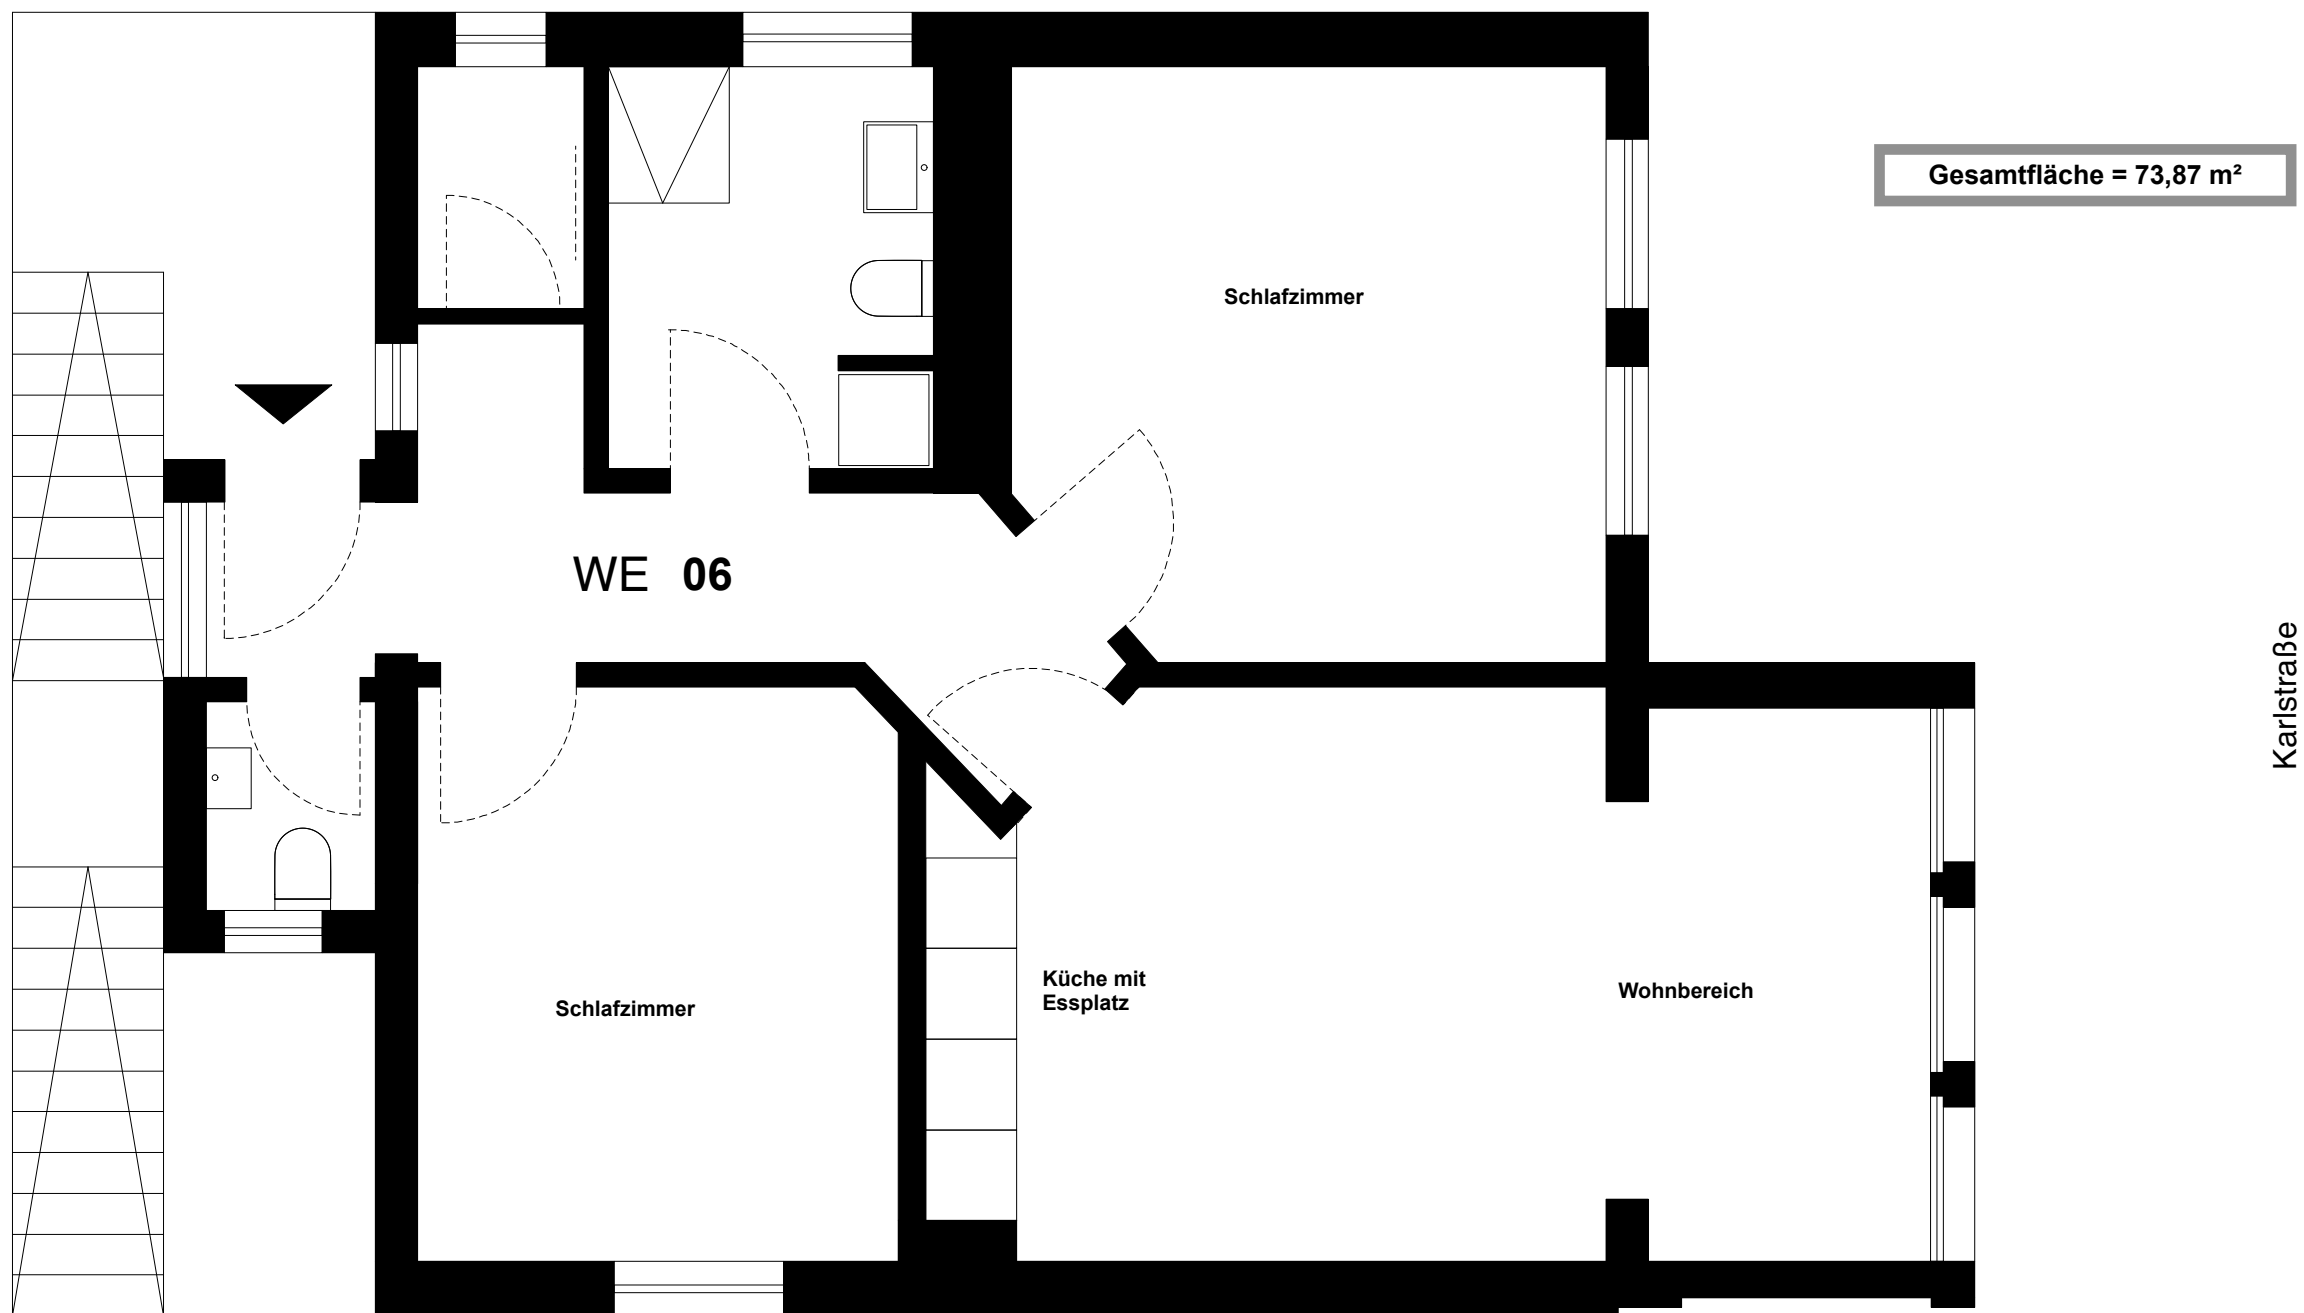 Gesamtfläche = 73,87 m²
Schlafzimmer
WE 06
Karlstraße
Küche mit
Essplatz
Wohnbereich
Schlafzimmer